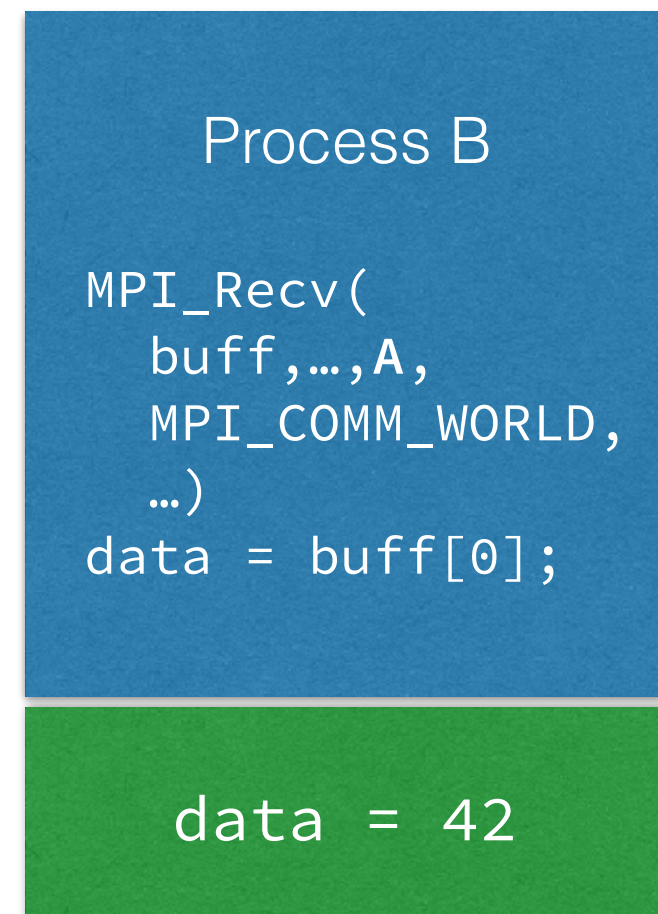 Process B
MPI_Recv(
buff,…,A,
MPI_COMM_WORLD,
…)
data = buff[0];
data = 42